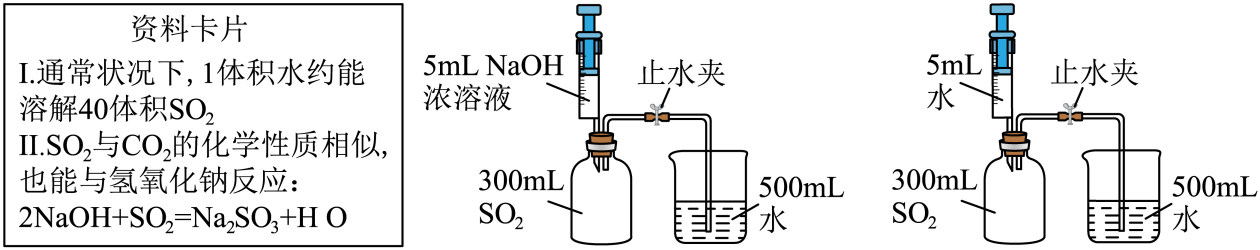 资料卡片
I.通常状况下,1体积水约能
溶解40体积SO₂
II.SO₂与CO₂的化学性质相似,
也能与氢氧化钠反应:
2NaOH+SO₂=Na₂SO₃+H O
5mL NaOH
浓溶液
止水夹
300mL
SO₂
500mL
水
5mL
水
止水夹
300mL
SO₂
500mL
水